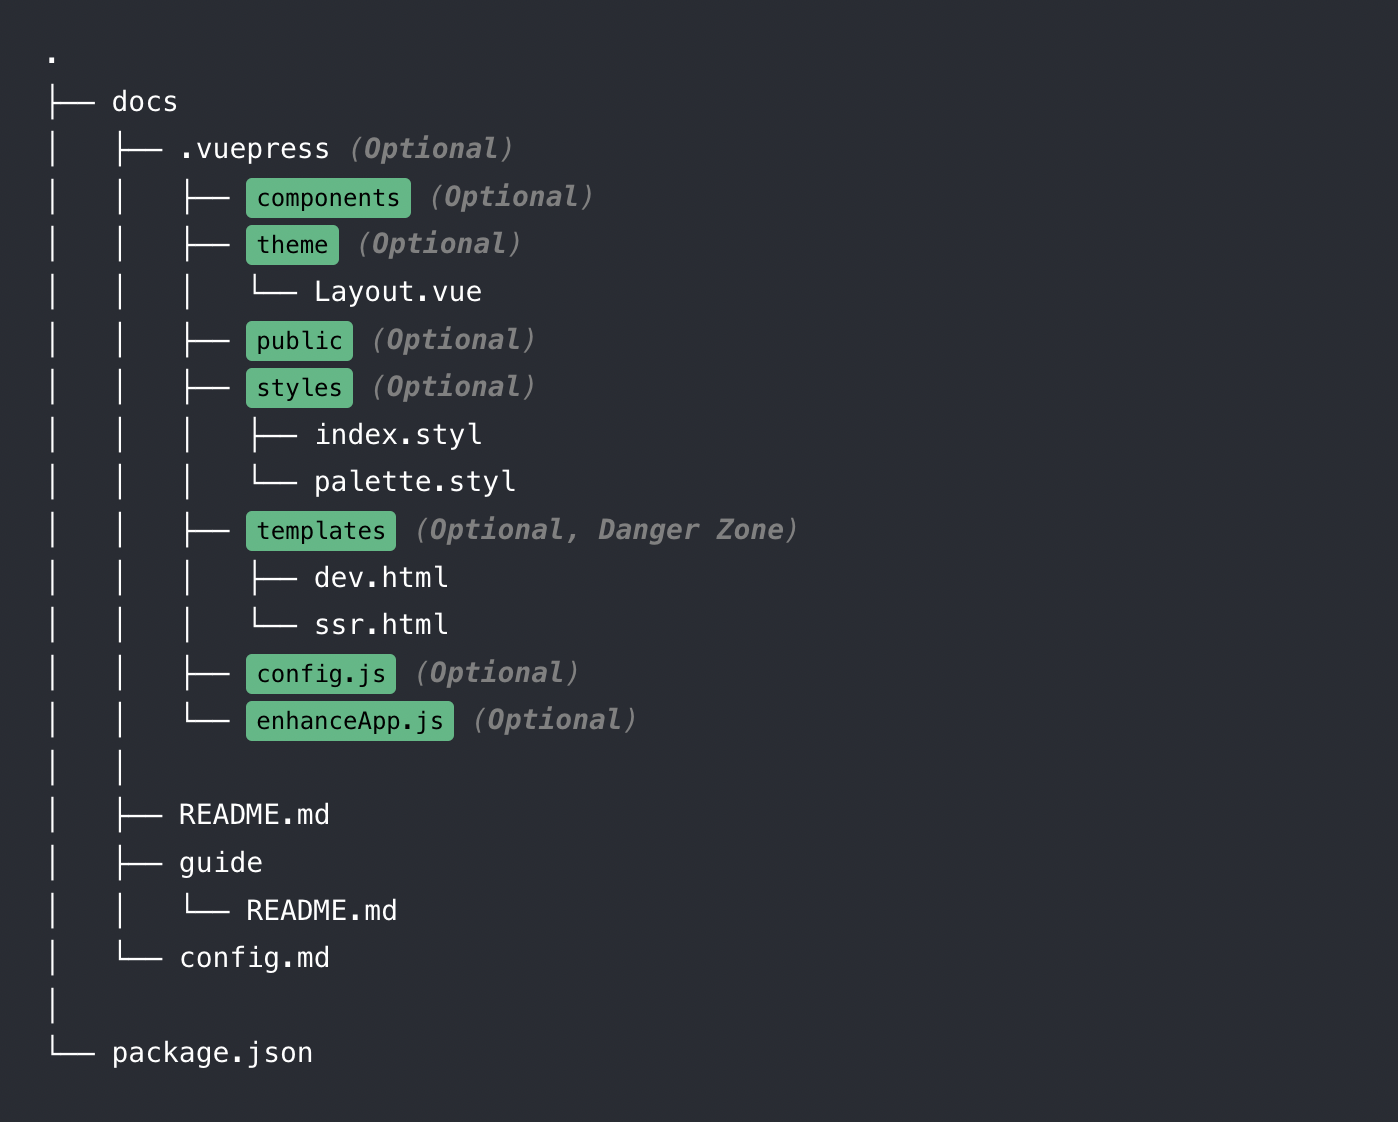 .
├── docs
│   ├── .vuepress (Optional)
│   │   ├── components (Optional)
│   │   ├── theme (Optional)
│   │   │   └── Layout.vue
│   │   ├── public (Optional)
│   │   ├── styles (Optional)
│   │   │   ├── index.styl
│   │   │   └── palette.styl
│   │   ├── templates (Optional, Danger Zone)
│   │   │   ├── dev.html
│   │   │   └── ssr.html
│   │   ├── config.js (Optional)
│   │   └── enhanceApp.js (Optional)
│   │
│   ├── README.md
│   ├── guide
│   │   └── README.md
│   └── config.md
│
└── package.json